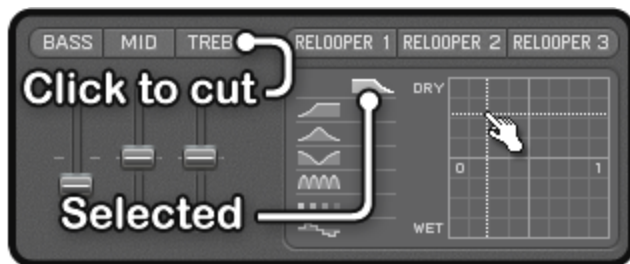 BASS MID TREB RELOOPER 1 RELOOPER 2 RELOOPER 3
Click to cut
DRY
0 1
Selected
WET